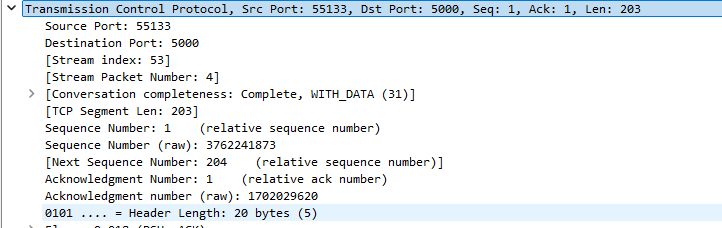 Transmission Control Protocol, Src Port: 55133, Dst Port: 5000, Seq: 1, Ack: 1, Len: 203
Source Port: 55133
Destination Port: 5000
[Stream index: 53]
[Stream Packet Number: 4]
[Conversation completeness: Complete, WITH_DATA (31)]
[TCP Segment Len: 203]
Sequence Number: 1    (relative sequence number)
Sequence Number (raw): 3762241873
[Next Sequence Number: 204    (relative sequence number)]
Acknowledgment Number: 1    (relative ack number)
Acknowledgment number (raw): 1702029620
0101 .... = Header Length: 20 bytes (5)